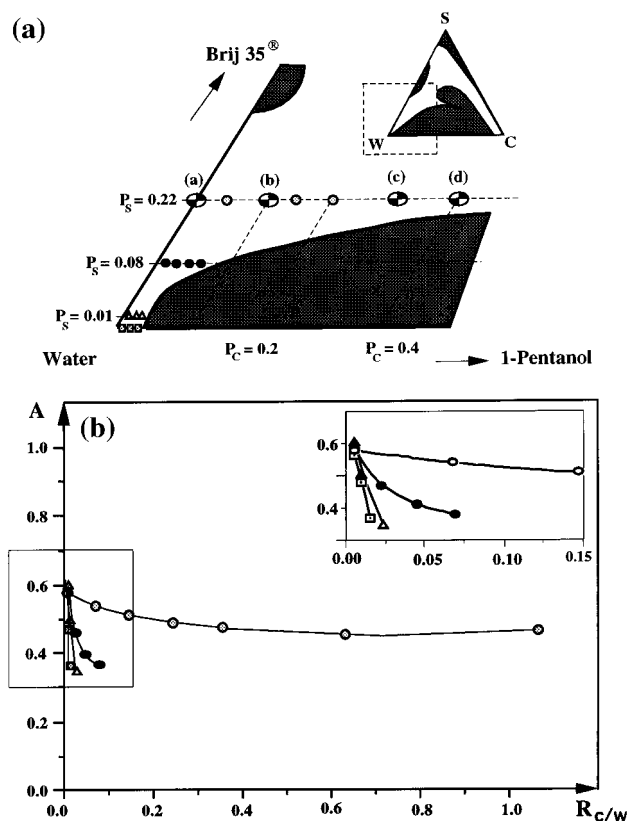 (a)
Brij 35®
S
W
C
(a) (b) (c) (d)
P_S = 0.22
P_S = 0.08
P_S = 0.01
Water
P_C = 0.2
P_C = 0.4
1-Pentanol
A
(b)
1.0
0.8
0.6
0.4
0.2
0.0
0.6
0.4
0.00 0.05 0.10 0.15
0.0 0.2 0.4 0.6 0.8 1.0
R_C/W